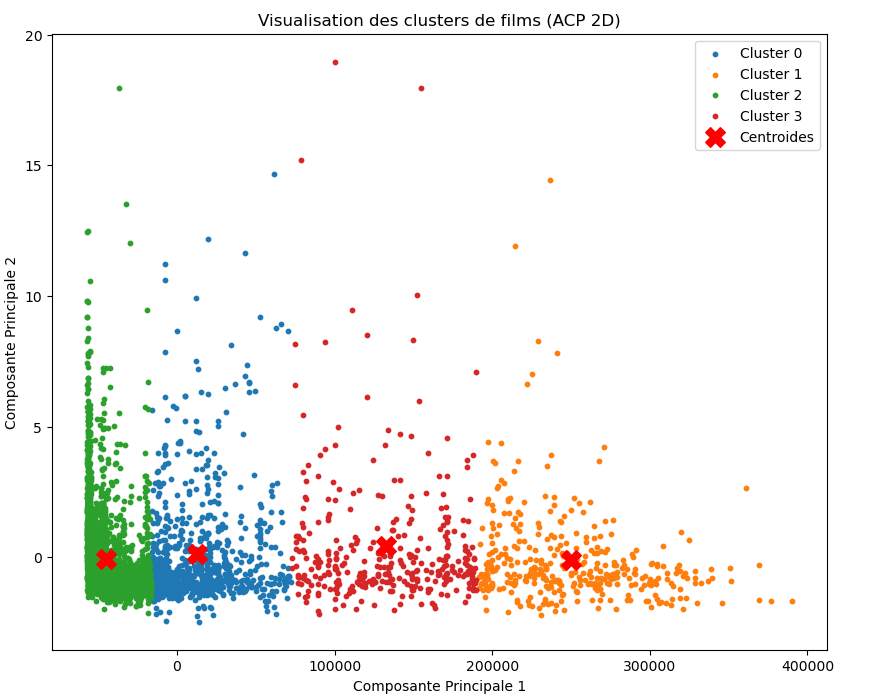 Visualisation des clusters de films (ACP 2D)
Cluster 0
Cluster 1
Cluster 2
Cluster 3
Centroides
Composante Principale 2
20
15
10
5
0
0
100000
200000
300000
400000
Composante Principale 1